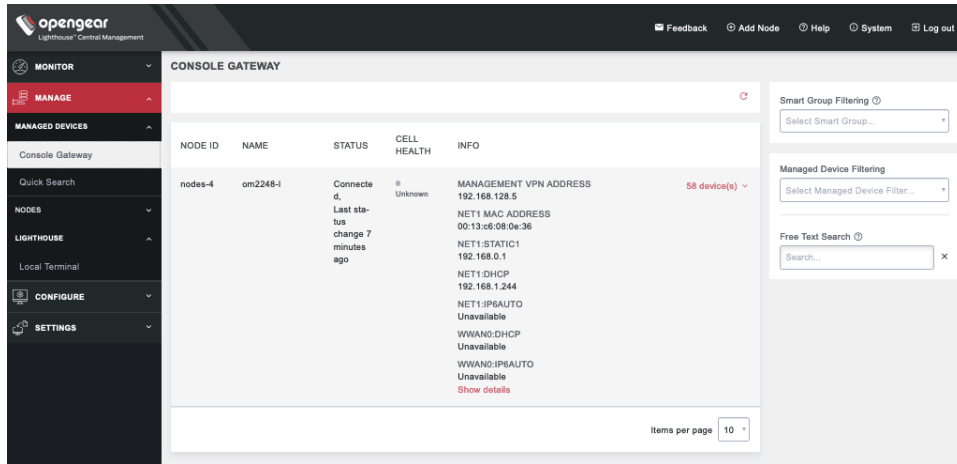 opengear
Lighthouse™ Central Management
Feedback
Add Node
Help
System
Log out
MONITOR
MANAGE
MANAGED DEVICES
Console Gateway
Quick Search
NODES
LIGHTHOUSE
Local Terminal
CONFIGURE
SETTINGS
CONSOLE GATEWAY
NODE ID
NAME
STATUS
CELL
HEALTH
INFO
nodes-4
om2248-l
Connecte
d,
Last sta-
tus
change 7
minutes
ago
Unknown
MANAGEMENT VPN ADDRESS
192.168.128.5
NET1 MAC ADDRESS
00:13:c6:08:0e:36
NET1:STATIC1
192.168.0.1
NET1:DHCP
192.168.1.244
NET1:IP6AUTO
Unavailable
WWAN0:DHCP
Unavailable
WWAN0:IP6AUTO
Unavailable
Show details
58 device(s)
Items per page 10
Smart Group Filtering
Select Smart Group...
Managed Device Filtering
Select Managed Device Filter...
Free Text Search
Search...